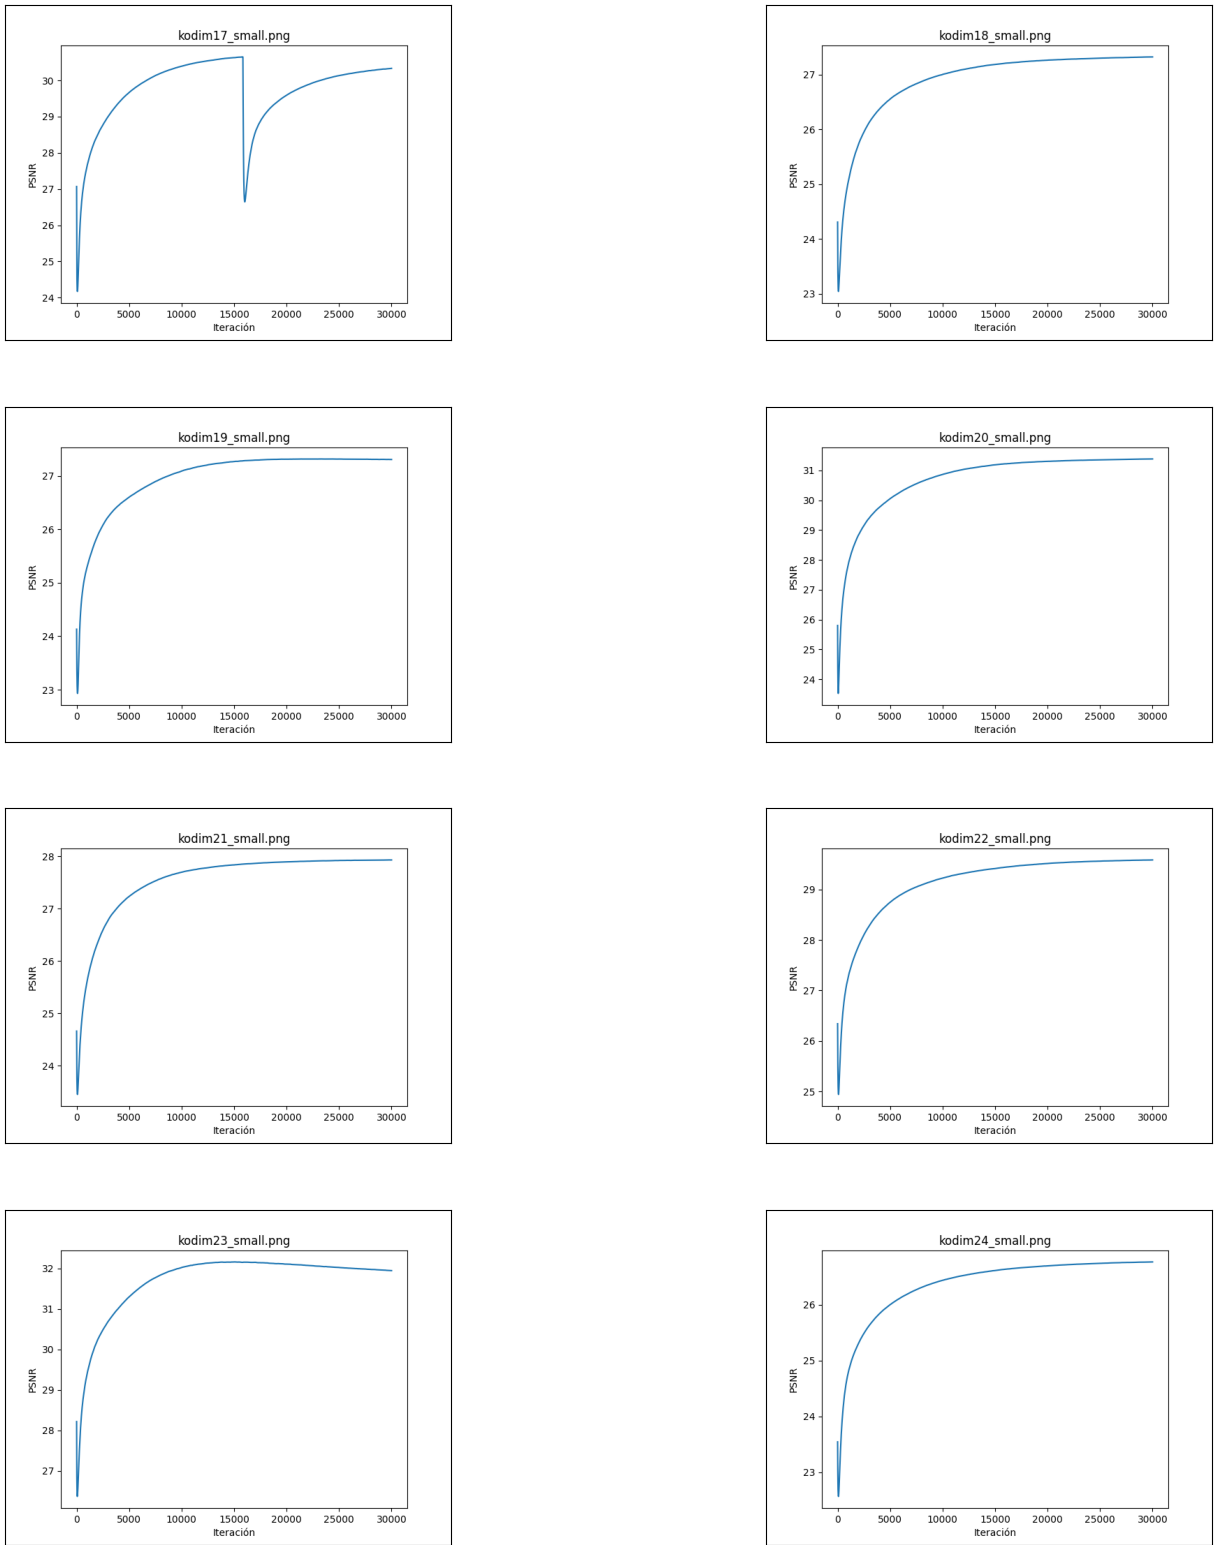 kodim17_small.png
30
29
28
27
26
25
24
PSNR
0 5000 10000 15000 20000 25000 30000
Iteración
kodim18_small.png
27
26
25
24
23
PSNR
0 5000 10000 15000 20000 25000 30000
Iteración
kodim19_small.png
27
26
25
24
23
PSNR
0 5000 10000 15000 20000 25000 30000
Iteración
kodim20_small.png
31
30
29
28
27
26
25
24
PSNR
0 5000 10000 15000 20000 25000 30000
Iteración
kodim21_small.png
28
27
26
25
24
PSNR
0 5000 10000 15000 20000 25000 30000
Iteración
kodim22_small.png
29
28
27
26
25
PSNR
0 5000 10000 15000 20000 25000 30000
Iteración
kodim23_small.png
32
31
30
29
28
27
PSNR
0 5000 10000 15000 20000 25000 30000
Iteración
kodim24_small.png
26
25
24
23
PSNR
0 5000 10000 15000 20000 25000 30000
Iteración